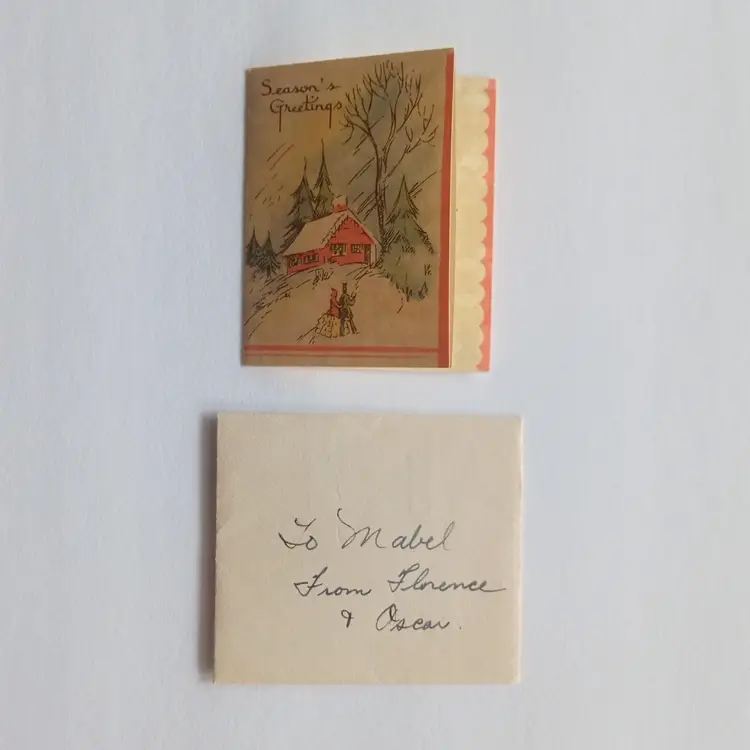 Season's
Greetings
To Mabel
From Florence
& Oscar.